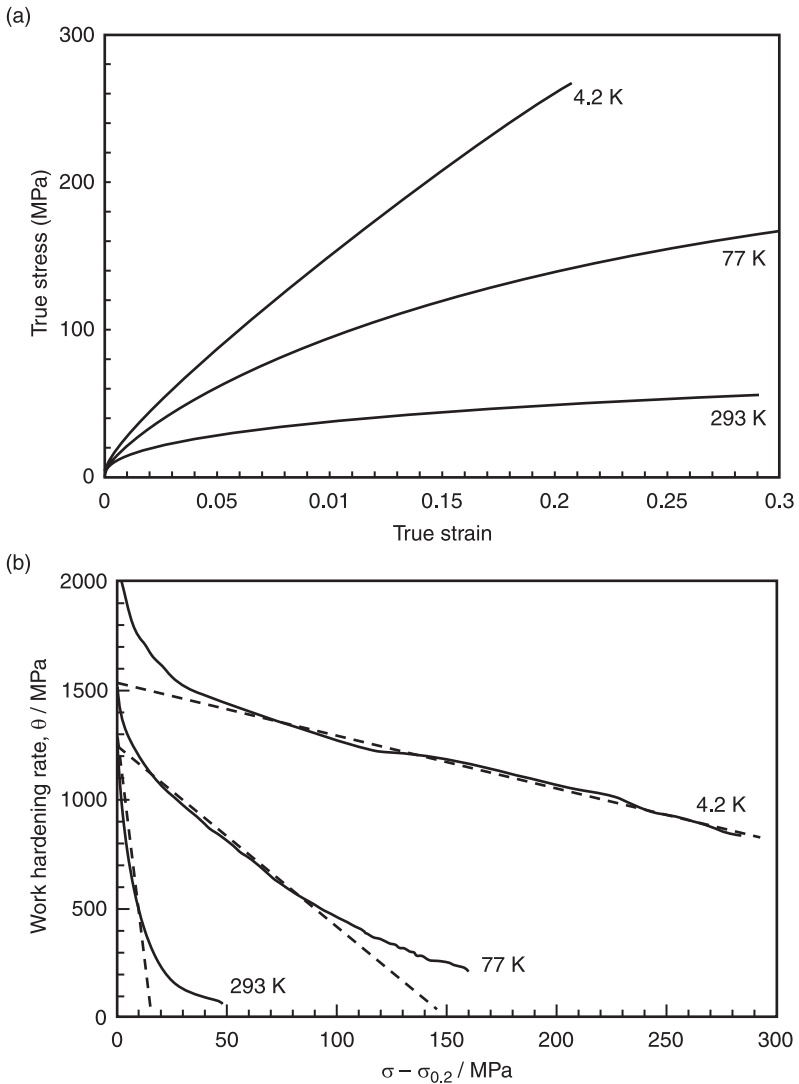 (a)
300
200
100
0
True stress (MPa)
4.2 K
77 K
293 K
0 0.05 0.01 0.15 0.2 0.25 0.3
True strain
(b)
2000
1500
1000
500
0
Work hardening rate, θ / MPa
4.2 K
77 K
293 K
0 50 100 150 200 250 300
σ – σ0.2 / MPa